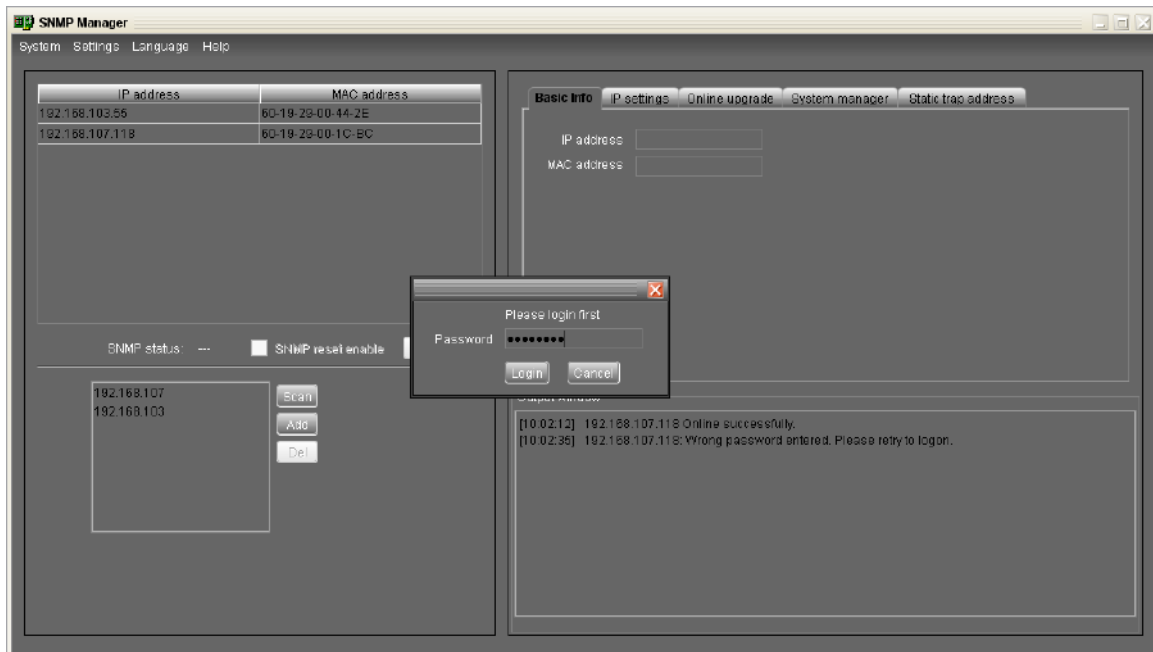 SNMP Manager
System Settings Language Help
IP address MAC address
192.168.103.55 60-19-29-00-44-2E
192.168.107.118 60-19-29-00-1C-BC
SNMP status: --- SNMP reset enable
192.168.107
192.168.103
Scan
Add
Del
Basic Info IP settings Online upgrade System manager Static trap address
IP address
MAC address
Please login first
Password ●●●●●●●●
Login Cancel
Output Window
[10:02:12] 192.168.107.118 Online successfully.
[10:02:35] 192.168.107.118: Wrong password entered. Please retry to logon.